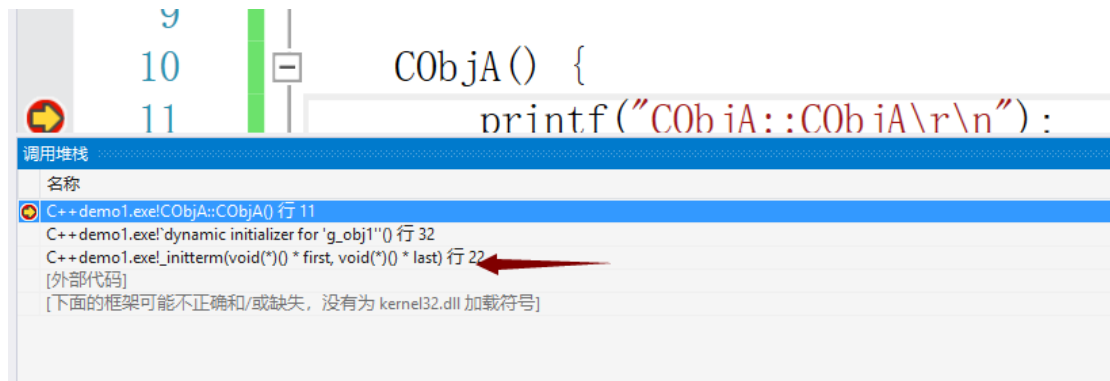 9
10 CObjA() {
11 printf("CObjA::CObjA\r\n");
调用堆栈
名称
C++demo1.exe!CObjA::CObjA() 行 11
C++demo1.exe!`dynamic initializer for 'g_obj1''() 行 32
C++demo1.exe!_initterm(void(*)() * first, void(*)() * last) 行 22
[外部代码]
[下面的框架可能不正确和/或缺失，没有为 kernel32.dll 加载符号]